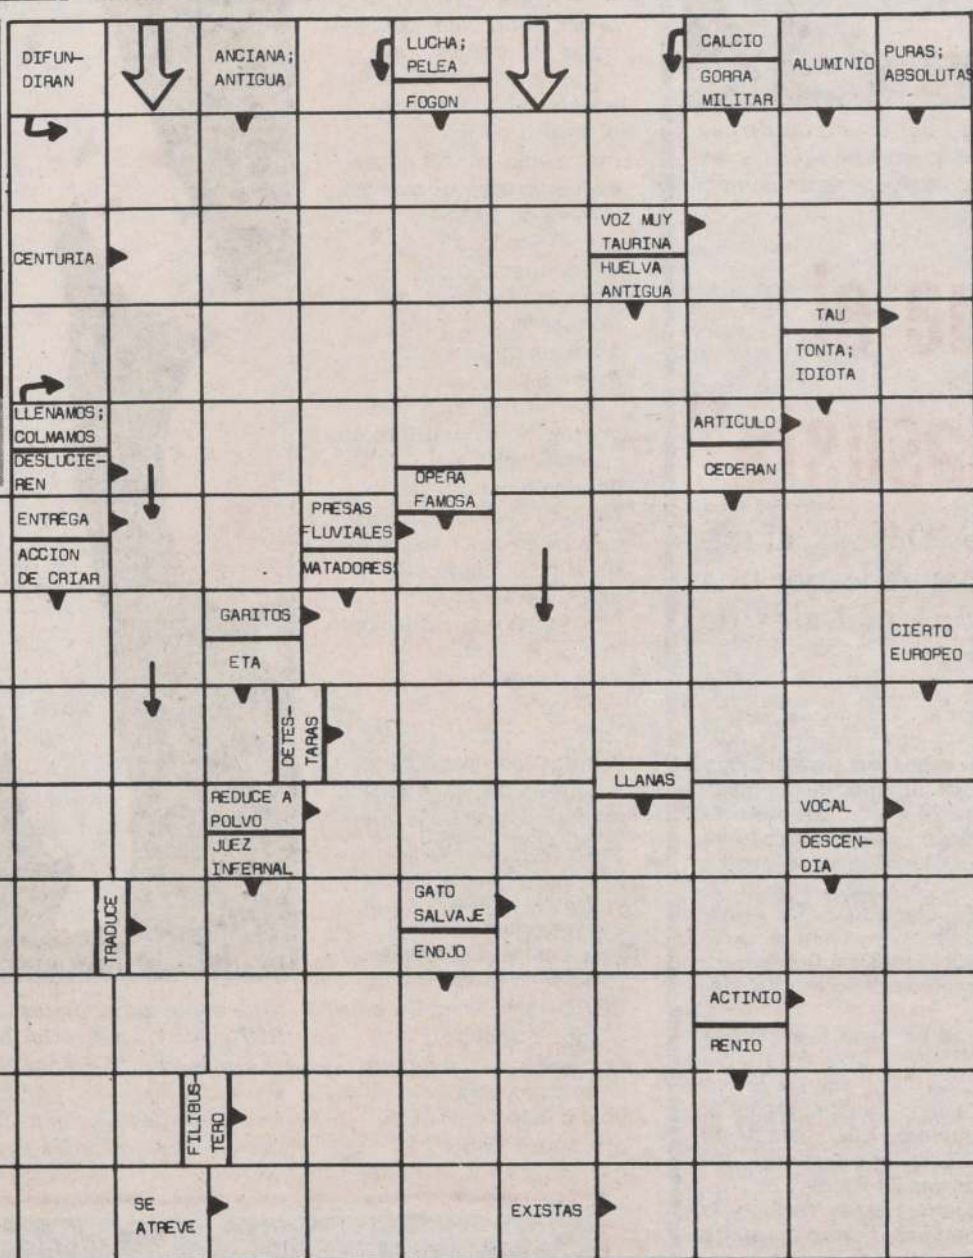 DIFUN-
DIRAN
ANCIANA;
ANTIGUA
LUCHA;
PELEA
FOGON
CALCIO
GORRA
MILITAR
ALUMINIO
PURAS;
ABSOLUTAS
CENTURIA
VOZ MUY
TAURINA
HUELVA
ANTIGUA
TAU
TONTA;
IDIOTA
LLENAMOS;
COLMAMOS
DESLUCIE-
REN
ARTICULO
CEDERAN
OPERA
FAMOSA
ENTREGA
ACCION
DE CRIAR
PRESAS
FLUVIALES
MATADORES
GARITOS
ETA
CIERTO
EUROPEO
DETES-
TARAS
LLANAS
REDUCE A
POLVO
JUEZ
INFERNAL
VOCAL
DESCEN-
DIA
TRADUCE
GATO
SALVAJE
ENOJO
ACTINIO
RENIO
FILIBUS-
TERO
SE
ATREVE
EXISTAS